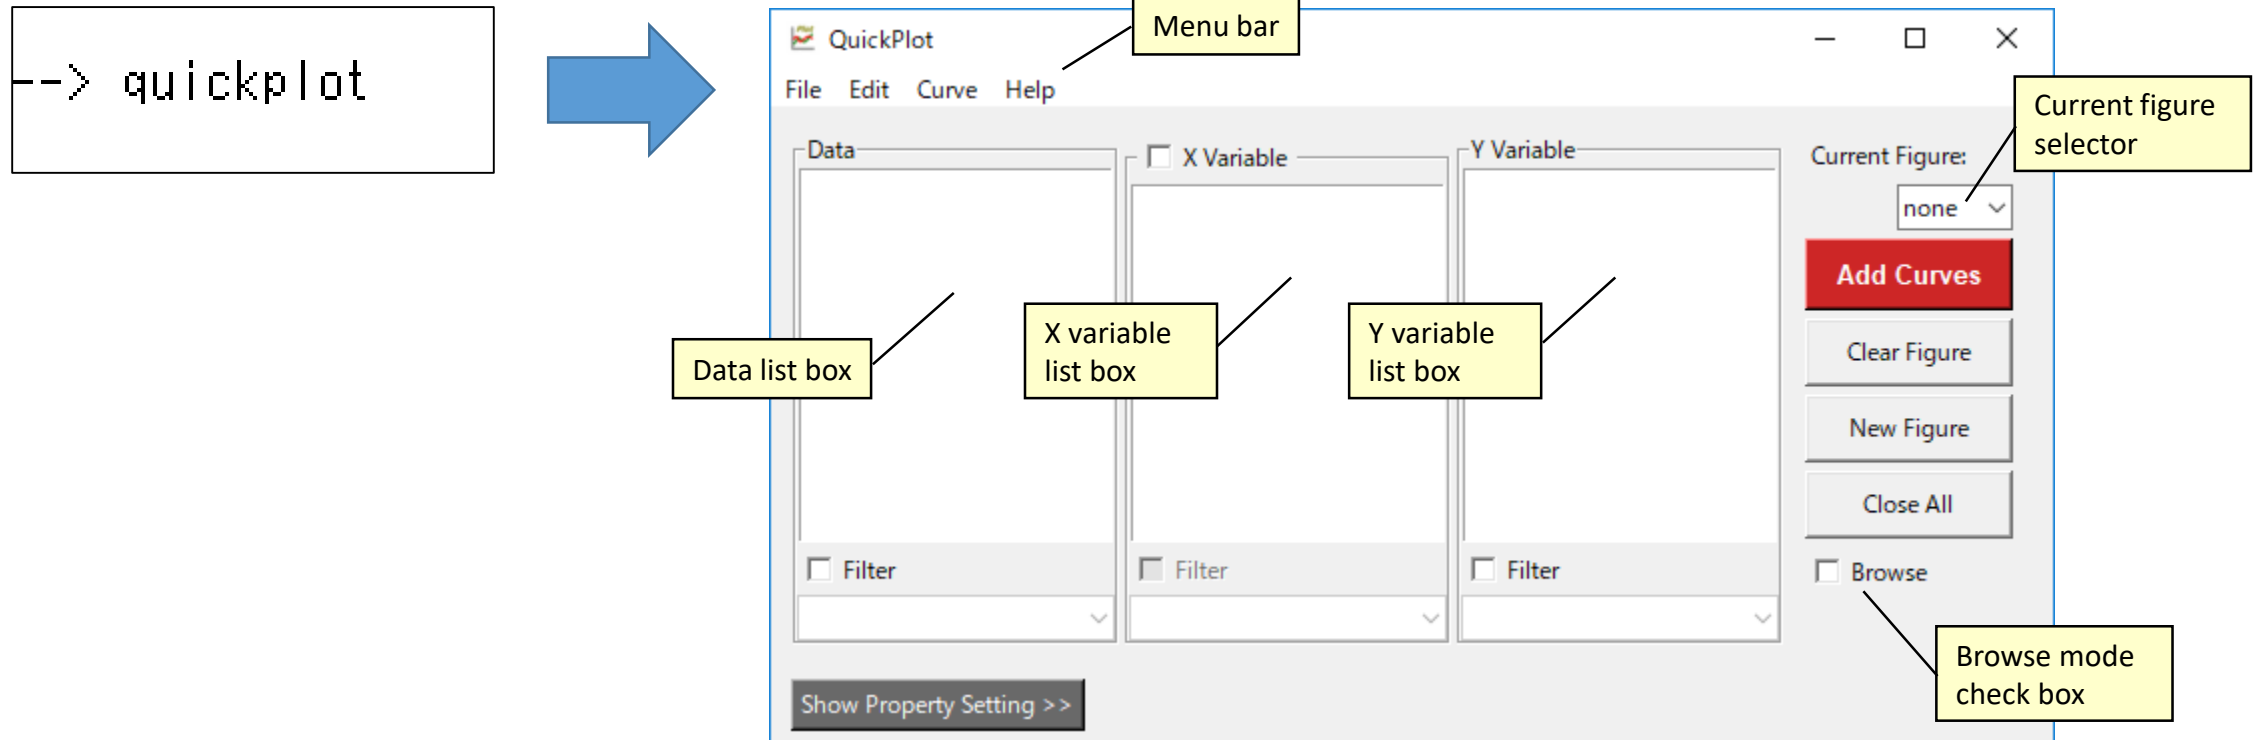 --> quickplot
Menu bar
QuickPlot
File Edit Curve Help
Current figure
selector
Data
X Variable
Y Variable
Current Figure:
none
Add Curves
X variable
list box
Y variable
list box
Data list box
Clear Figure
New Figure
Close All
Filter
Filter
Filter
Browse
Browse mode
check box
Show Property Setting >>